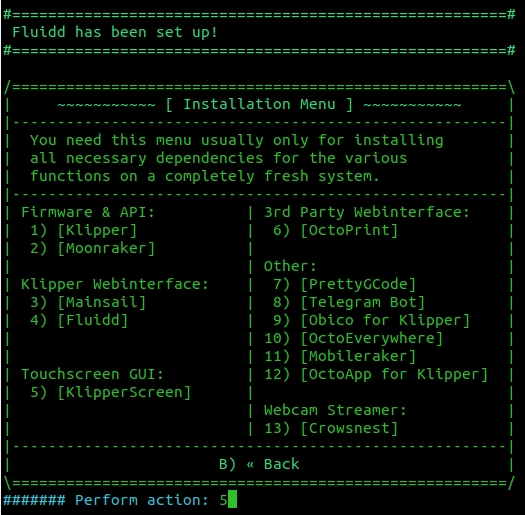 #=======================================================#
Fluidd has been set up!
#=======================================================#
/=======================================================\
|     ~~~~~~~~~~~ [ Installation Menu ] ~~~~~~~~~~~     |
|-------------------------------------------------------|
|  You need this menu usually only for installing       |
|  all necessary dependencies for the various           |
|  functions on a completely fresh system.              |
|-------------------------------------------------------|
| Firmware & API:          | 3rd Party Webinterface:    |
|  1) [Klipper]            |  6) [OctoPrint]            |
|  2) [Moonraker]          |                            |
|                          | Other:                     |
| Klipper Webinterface:    |  7) [PrettyGCode]          |
|  3) [Mainsail]           |  8) [Telegram Bot]         |
|  4) [Fluidd]             |  9) [Obico for Klipper]    |
|                          | 10) [OctoEverywhere]       |
|                          | 11) [Mobileraker]          |
| Touchscreen GUI:         | 12) [OctoApp for Klipper]  |
|  5) [KlipperScreen]      |                            |
|                          | Webcam Streamer:           |
|                          | 13) [Crowsnest]            |
|-------------------------------------------------------|
|                       B) « Back                       |
\=======================================================/
####### Perform action: 5